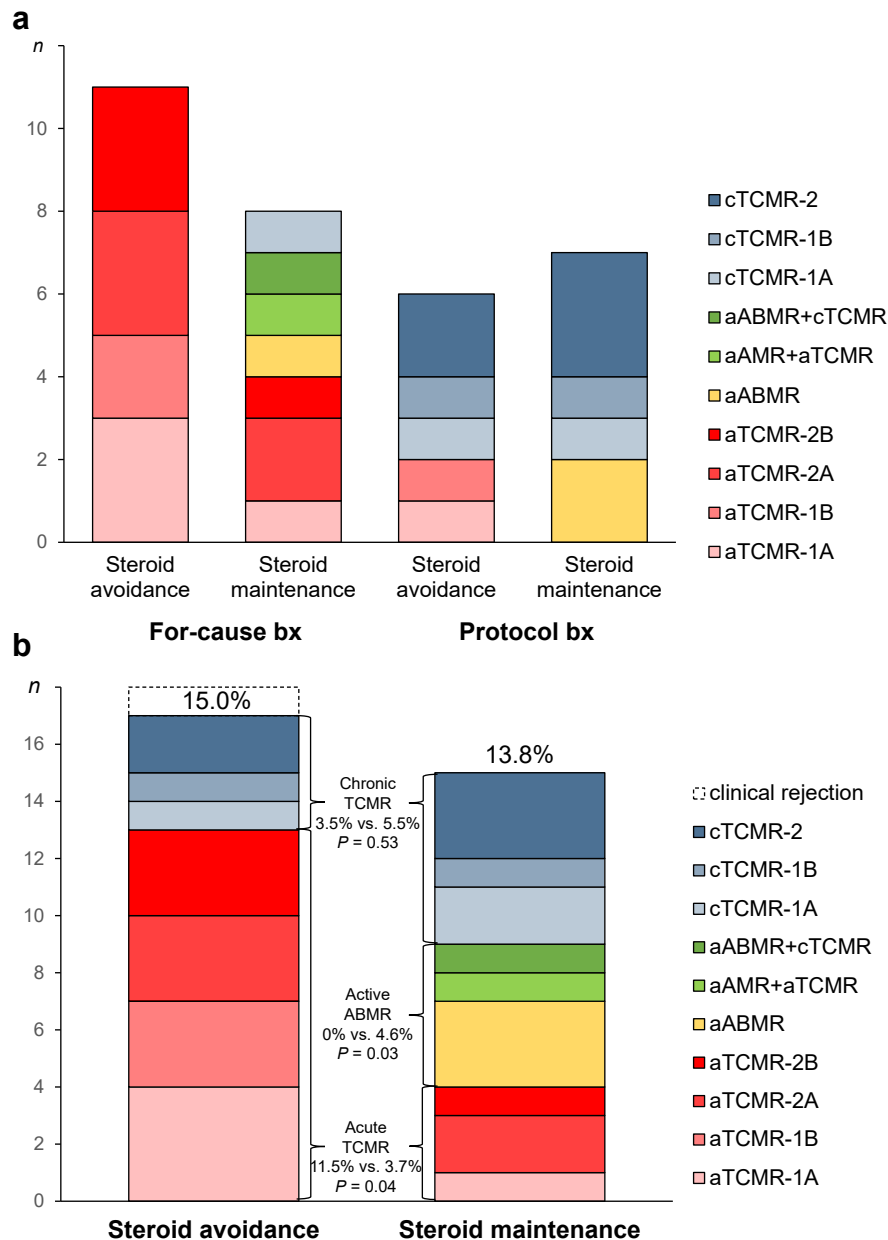 a
n
10
8
6
4
2
0
Steroid avoidance
Steroid maintenance
Steroid avoidance
Steroid maintenance
For-cause bx
Protocol bx
cTCMR-2
cTCMR-1B
cTCMR-1A
aABMR+cTCMR
aAMR+aTCMR
aABMR
aTCMR-2B
aTCMR-2A
aTCMR-1B
aTCMR-1A
b
n
16
14
12
10
8
6
4
2
0
15.0%
13.8%
Chronic
TCMR
3.5% vs. 5.5%
P = 0.53
Active
ABMR
0% vs. 4.6%
P = 0.03
Acute
TCMR
11.5% vs. 3.7%
P = 0.04
Steroid avoidance
Steroid maintenance
clinical rejection
cTCMR-2
cTCMR-1B
cTCMR-1A
aABMR+cTCMR
aAMR+aTCMR
aABMR
aTCMR-2B
aTCMR-2A
aTCMR-1B
aTCMR-1A